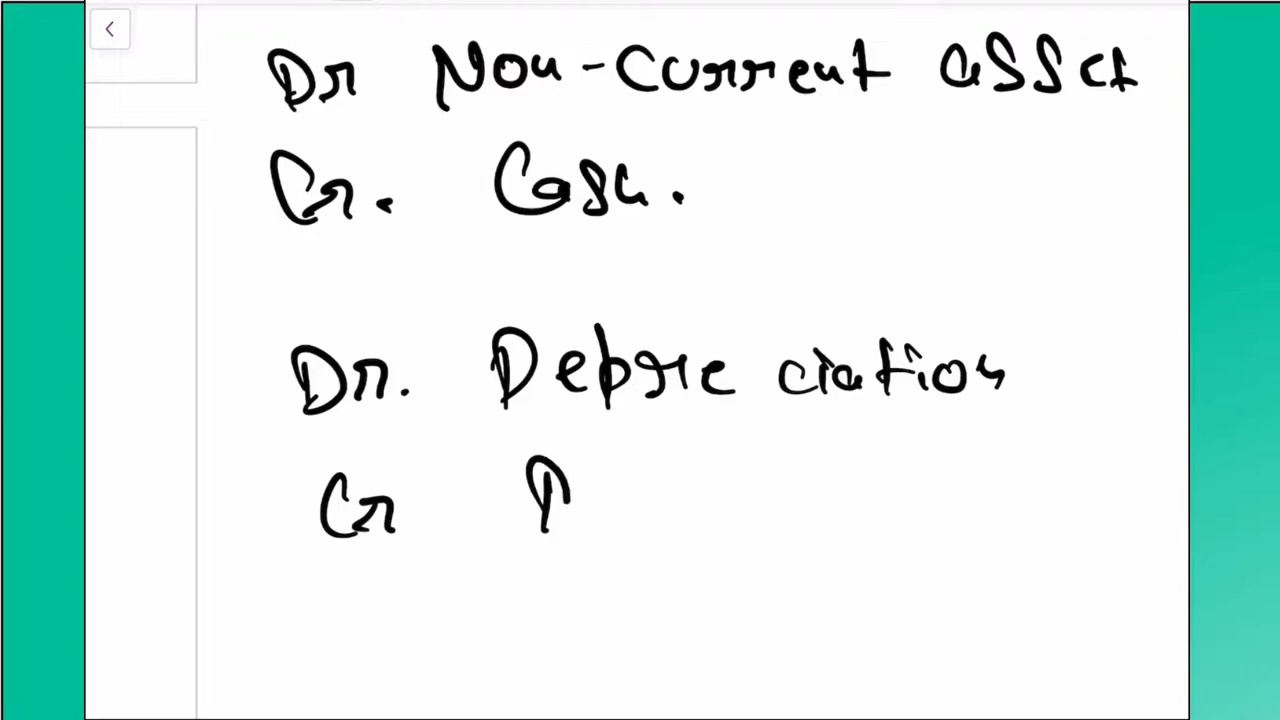 Dr Non-Current asset
Cr. Cash.
Dr. Depreciation
Cr